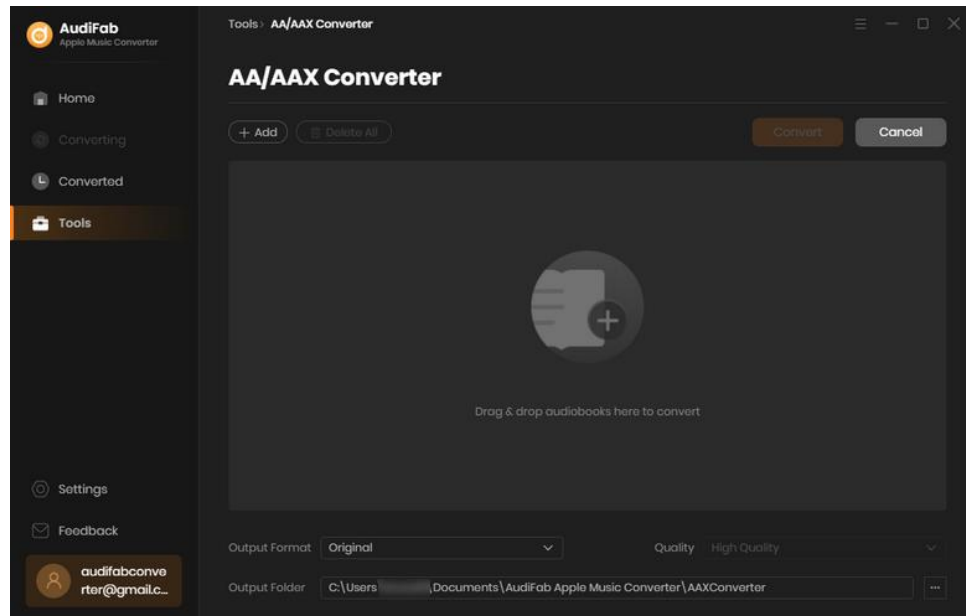 AudiFab
Apple Music Converter
Home
Converting
Converted
Tools
Settings
Feedback
audifabconve
rter@gmail.c...
Tools› AA/AAX Converter
AA/AAX Converter
+ Add
Delete All
Convert
Cancel
Drag & drop audiobooks here to convert
Output Format Original
Quality High Quality
Output Folder C:\Users ,Documents\AudiFab Apple Music Converter\AAXConverter
...